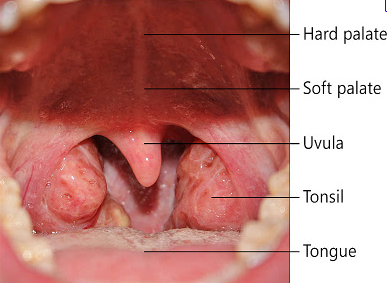 Hard palate
Soft palate
Uvula
Tonsil
Tongue